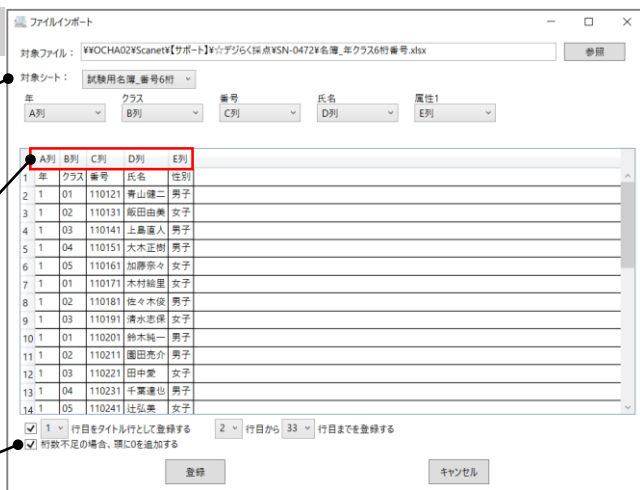 ファイルインポート
対象ファイル： ¥¥OCHA02¥Scanet¥【サポート】¥☆デジらく採点¥SN-0472¥名簿_年クラス6桁番号.xlsx 参照
対象シート： 試験用名簿_番号6桁
年 クラス 番号 氏名 属性1
A列 B列 C列 D列 E列
A列 B列 C列 D列 E列
1 年 クラス 番号 氏名 性別
2 1 01 110121 青山健二 男子
3 1 02 110131 飯田由美 女子
4 1 03 110141 上島直人 男子
5 1 04 110151 大木正樹 男子
6 1 05 110161 加藤奈々 女子
7 1 01 110171 木村絵里 女子
8 1 02 110181 佐々木俊 男子
9 1 03 110191 清水志保 女子
10 1 01 110201 鈴木純一 男子
11 1 02 110211 園田亮介 男子
12 1 03 110221 田中愛 女子
13 1 04 110231 千葉達也 男子
14 1 05 110241 辻弘美 女子
1 行目をタイトル行として登録する 2 行目から 33 行目までを登録する
桁数不足の場合、頭に0を追加する
登録 キャンセル